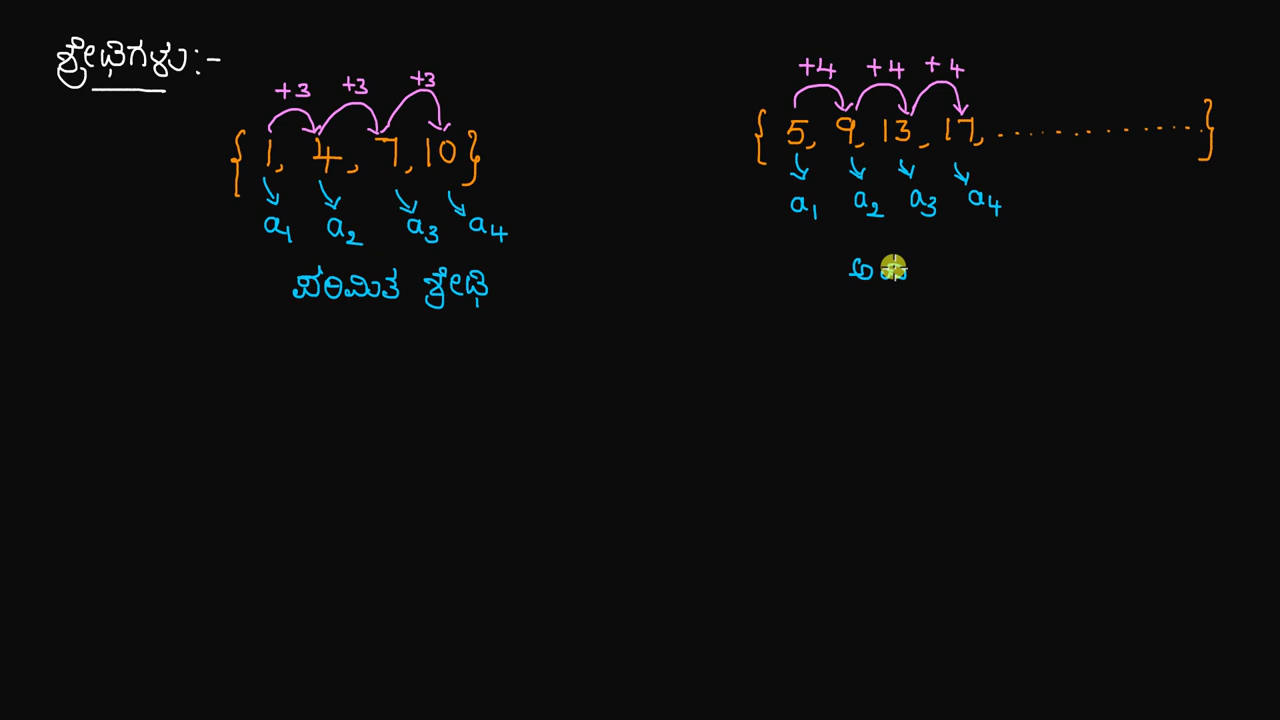 ಶ್ರೇಢಿಗಳು:-
+3 +3 +3
{ 1, 4, 7, 10 }
a1 a2 a3 a4
ಪರಿಮಿತ ಶ್ರೇಢಿ
+4 +4 +4
{ 5, 9, 13, 17, .................. }
a1 a2 a3 a4